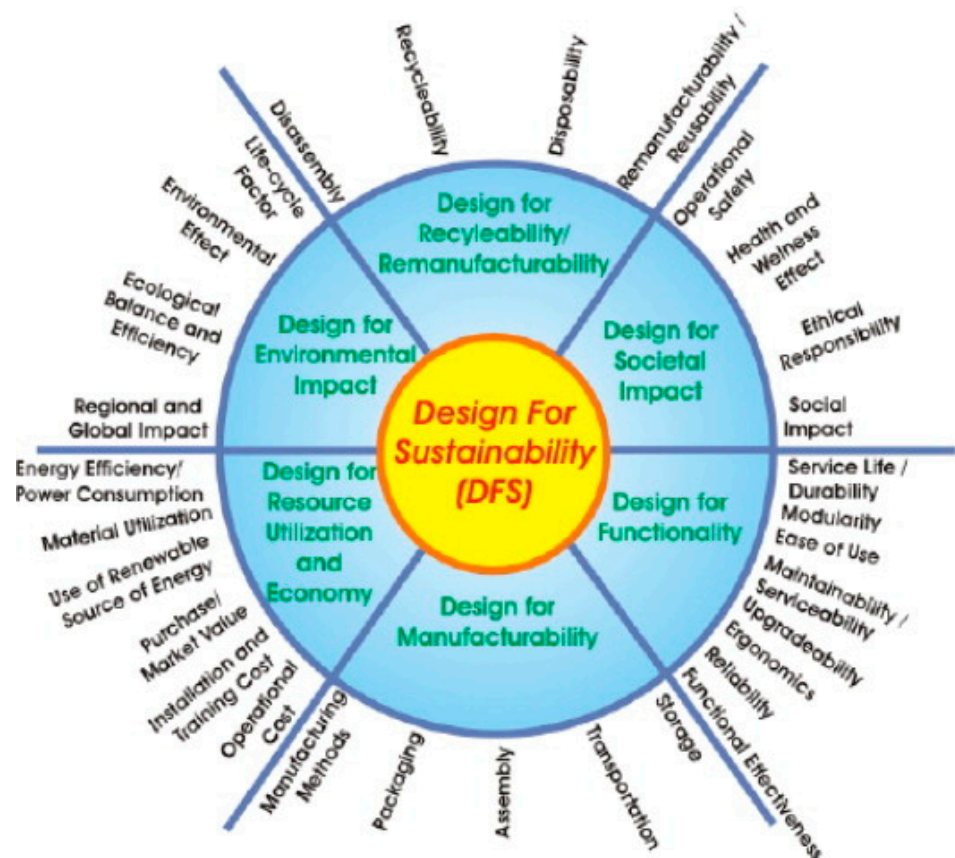 Disassembly
Recycleability
Disposability
Remanufacturability /
Reusability
Operational
Safety
Health and
Welness
Effect
Ethical
Responsibility
Social
Impact
Service Life /
Durability
Modularity
Ease of Use
Maintainability /
Serviceability
Upgradeability
Ergonomics
Reliability
Functional Effectiveness
Storage
Transportation
Assembly
Packaging
Manufacturing
Methods
Operational
Cost
Installation and
Training Cost
Purchase/
Market Value
Use of Renewable
Source of Energy
Material Utilization
Energy Efficiency/
Power Consumption
Regional and
Global Impact
Ecological
Balance and
Efficiency
Environmental
Effect
Life-cycle
Factor
Design for
Recyleability/
Remanufacturability
Design for
Societal
Impact
Design for
Functionality
Design for
Manufacturability
Design for
Resource
Utilization
and
Economy
Design for
Environmental
Impact
Design For
Sustainability
(DFS)